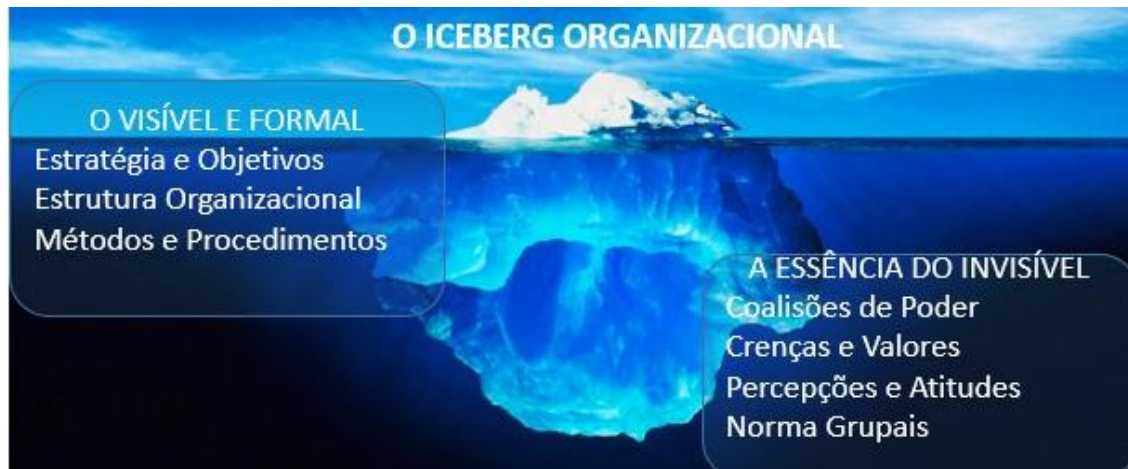 O ICEBERG ORGANIZACIONAL
O VISÍVEL E FORMAL
Estratégia e Objetivos
Estrutura Organizacional
Métodos e Procedimentos
A ESSÊNCIA DO INVISÍVEL
Coalisões de Poder
Crenças e Valores
Percepções e Atitudes
Norma Grupais